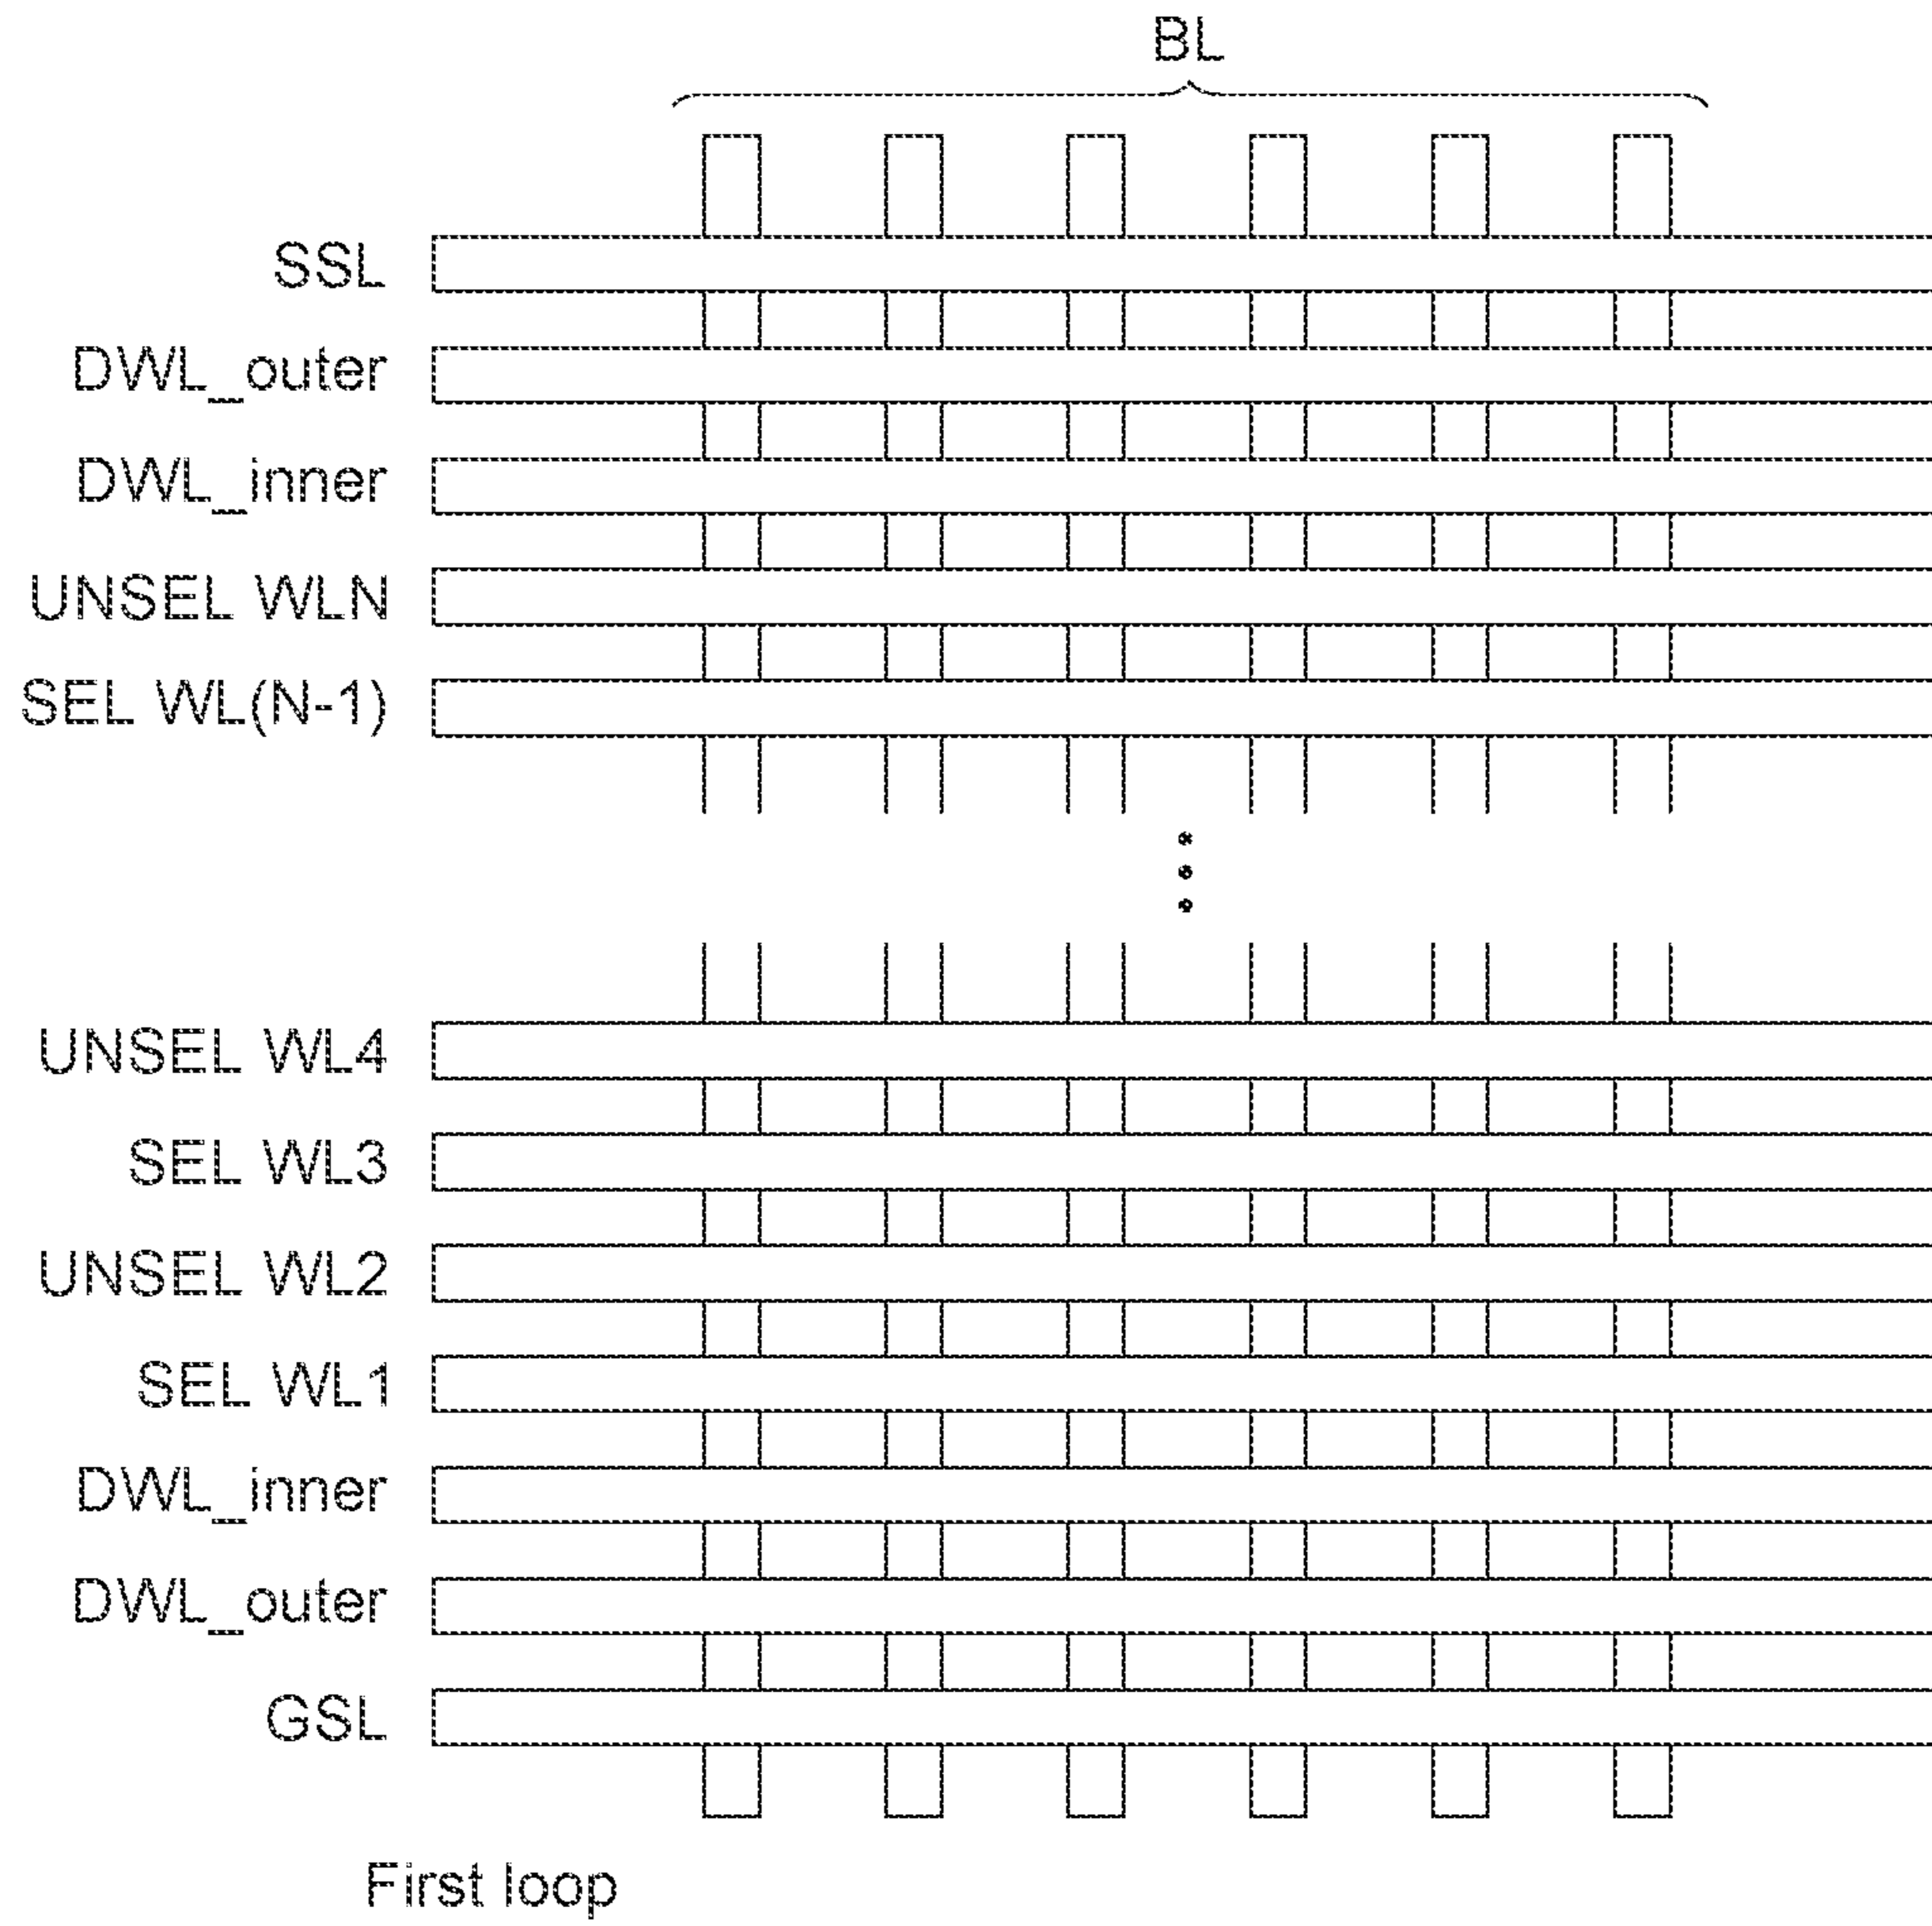 BL
SSL
DWL_outer
DWL_inner
UNSEL WLN
SEL WL(N-1)
UNSEL WL4
SEL WL3
UNSEL WL2
SEL WL1
DWL_inner
DWL_outer
GSL
First loop